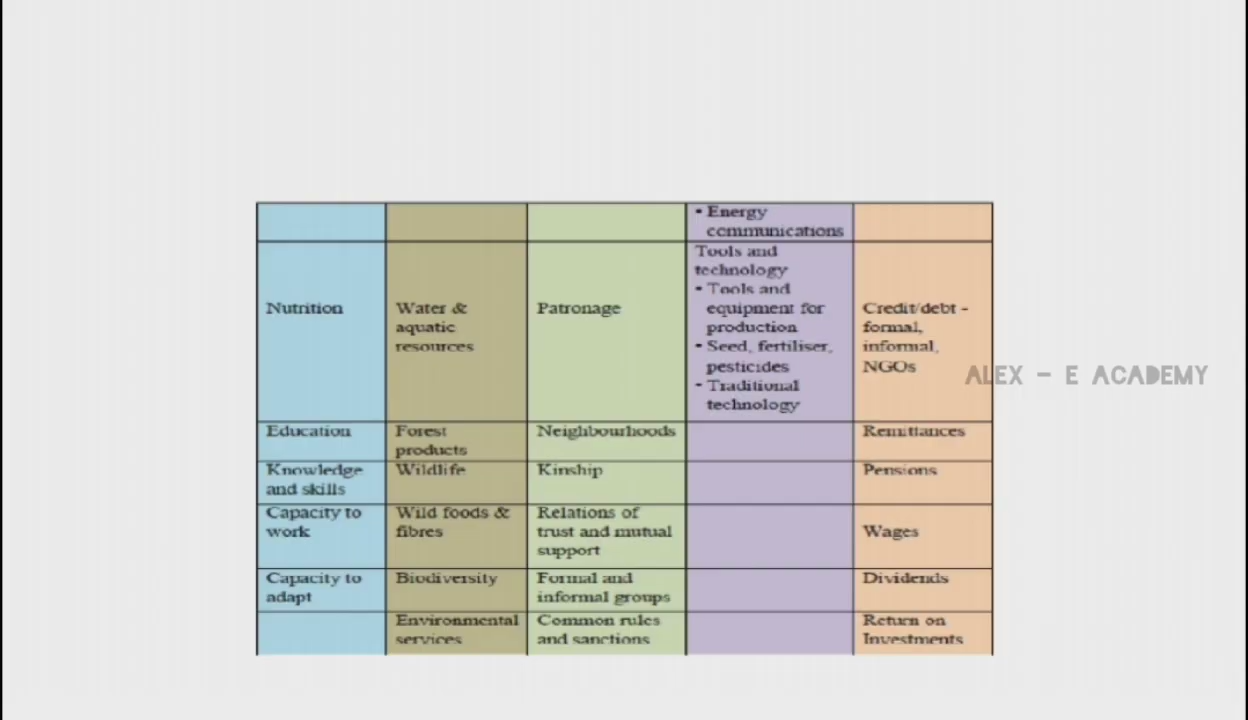 • Energy
communications
Nutrition
Water &
aquatic
resources
Patronage
Tools and
technology
• Tools and
equipment for
production
• Seed, fertiliser,
pesticides
• Traditional
technology
Credit/debt -
formal,
informal,
NGOs
Education
Forest
products
Neighbourhoods
Remittances
Knowledge
and skills
Wildlife
Kinship
Pensions
Capacity to
work
Wild foods &
fibres
Relations of
trust and mutual
support
Wages
Capacity to
adapt
Biodiversity
Formal and
informal groups
Dividends
Environmental
services
Common rules
and sanctions
Return on
Investments
ALEX - E ACADEMY